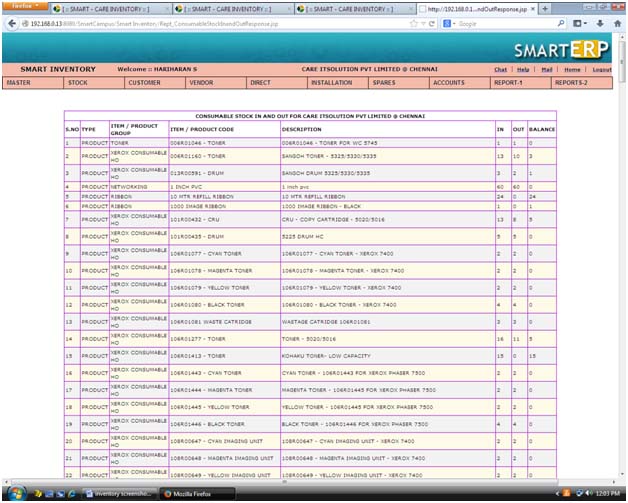 Firefox
[ :: SMART - CARE INVENTORY :: ]
[ :: SMART - CARE INVENTORY :: ]
[ :: SMART - CARE INVENTORY :: ]
http://192.168.0.1...ndOutResponse.jsp
192.168.0.13:8089/SmartCampus/Smart Inventory/Rept_ConsumableStockInandOutResponse.jsp
Google
SMARTERP
SMART INVENTORY Welcome :: HARIHARAN S CARE ITSOLUTION PVT LIMITED @ CHENNAI Chat | Help | Mail | Home | Logout
MASTER STOCK CUSTOMER VENDOR DIRECT INSTALLATION SPARES ACCOUNTS REPORT-1 REPORTS-2
CONSUMABLE STOCK IN AND OUT FOR CARE ITSOLUTION PVT LIMITED @ CHENNAI
S.NO TYPE ITEM / PRODUCT GROUP ITEM / PRODUCT CODE DESCRIPTION IN OUT BALANCE
1 PRODUCT TONER 006R01046 - TONER 006R01046 - TONER FOR WC 5745 1 1 0
2 PRODUCT XEROX CONSUMABLE HO 006R01160 - TONER SANGOH TONER - 5325/5330/5335 13 10 3
3 PRODUCT XEROX CONSUMABLE HO 013R00591 - DRUM SANGOH DRUM 5325/5330/5335 3 2 1
4 PRODUCT NETWORKING 1 INCH PVC 1 inch pvc 60 60 0
5 PRODUCT RIBBON 10 MTR REFILL RIBBON 10 MTR REFILL RIBBON 24 0 24
6 PRODUCT RIBBON 1000 IMAGE RIBBON 1000 IMAGE RIBBON - BLACK 1 0 1
7 PRODUCT XEROX CONSUMABLE HO 101R00432 - CRU CRU - COPY CARTRIDGE - 5020/5016 13 8 5
8 PRODUCT XEROX CONSUMABLE HO 101R00435 - DRUM 5225 DRUM HC 5 5 0
9 PRODUCT XEROX CONSUMABLE HO 106R01077 - CYAN TONER 106R01077 - CYAN TONER - XEROX 7400 2 2 0
10 PRODUCT XEROX CONSUMABLE HO 106R01078 - MAGENTA TONER 106R01078 - MAGENTA TONER - XEROX 7400 2 2 0
11 PRODUCT XEROX CONSUMABLE HO 106R01079 - YELLOW TONER 106R01079 - YELLOW TONER - XEROX 7400 2 2 0
12 PRODUCT XEROX CONSUMABLE HO 106R01080 - BLACK TONER 106R01080 - BLACK TONER - XEROX 7400 4 4 0
13 PRODUCT XEROX CONSUMABLE HO 106R01081 WASTE CATRIDGE WASTAGE CATRIDGE 106R01081 3 3 0
14 PRODUCT XEROX CONSUMABLE HO 106R01277 - TONER TONER - 5020/5016 16 11 5
15 PRODUCT XEROX CONSUMABLE HO 106R01413 - TONER KOHAKU TONER- LOW CAPACITY 15 0 15
16 PRODUCT XEROX CONSUMABLE HO 106R01443 - CYAN TONER CYAN TONER - 106R01443 FOR XEROX PHASER 7500 2 2 0
17 PRODUCT XEROX CONSUMABLE HO 106R01444 - MAGENTA TONER MAGENTA TONER - 106R01444 FOR XEROX PHASER 7500 2 2 0
18 PRODUCT XEROX CONSUMABLE HO 106R01445 - YELLOW TONER YELLOW TONER - 106R01445 FOR XEROX PHASER 7500 2 2 0
19 PRODUCT XEROX CONSUMABLE HO 106R01446 - BLACK TONER BLACK TONER - 106R01446 FOR XEROX PHASER 7500 4 4 0
20 PRODUCT XEROX CONSUMABLE HO 108R00647 - CYAN IMAGING UNIT 108R00647 - CYAN IMAGING UNIT - XEROX 7400 2 2 0
21 PRODUCT XEROX CONSUMABLE HO 108R00648 - MAGENTA IMAGING UNIT 108R00648 - MAGENTA IMAGING UNIT - XEROX 7400 2 2 0
22 PRODUCT XEROX CONSUMABLE 108R00649 - YELLOW IMAGING UNIT 108R00649 - YELLOW IMAGING UNIT - XEROX 7400 2 2 0
inventory screensho...
Mozilla Firefox
12:03 PM